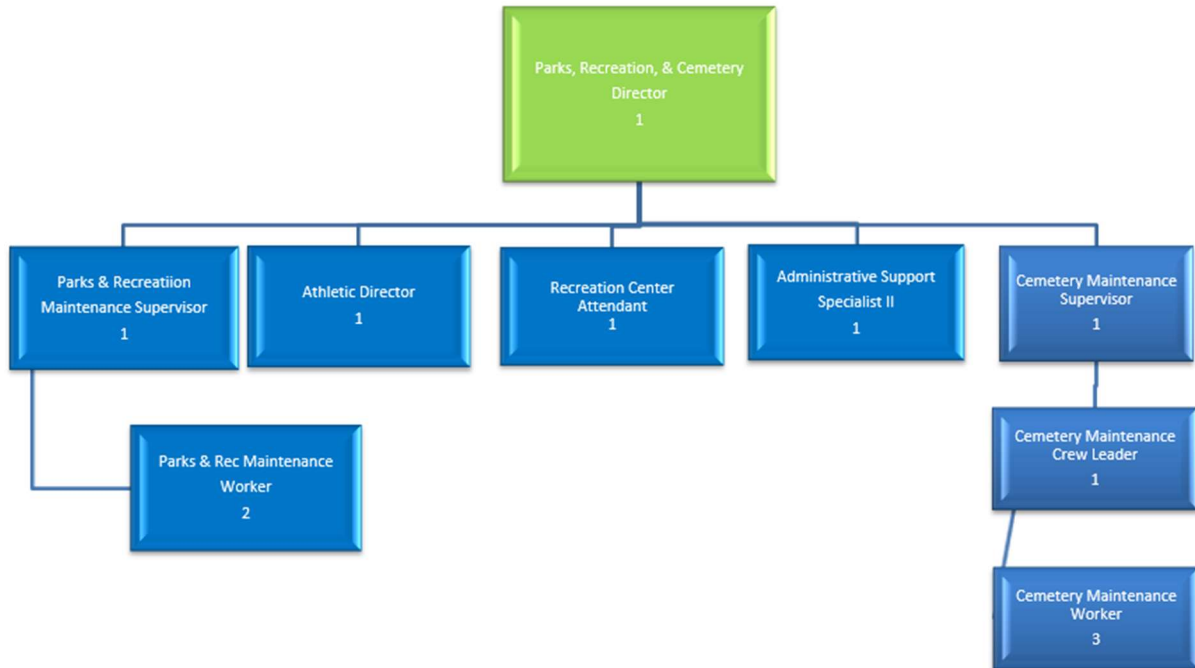 Parks, Recreation, & Cemetery
Director
1
Parks & Recreatiion
Maintenance Supervisor
1
Athletic Director
1
Recreation Center
Attendant
1
Administrative Support
Specialist II
1
Cemetery Maintenance
Supervisor
1
Parks & Rec Maintenance
Worker
2
Cemetery Maintenance
Crew Leader
1
Cemetery Maintenance
Worker
3